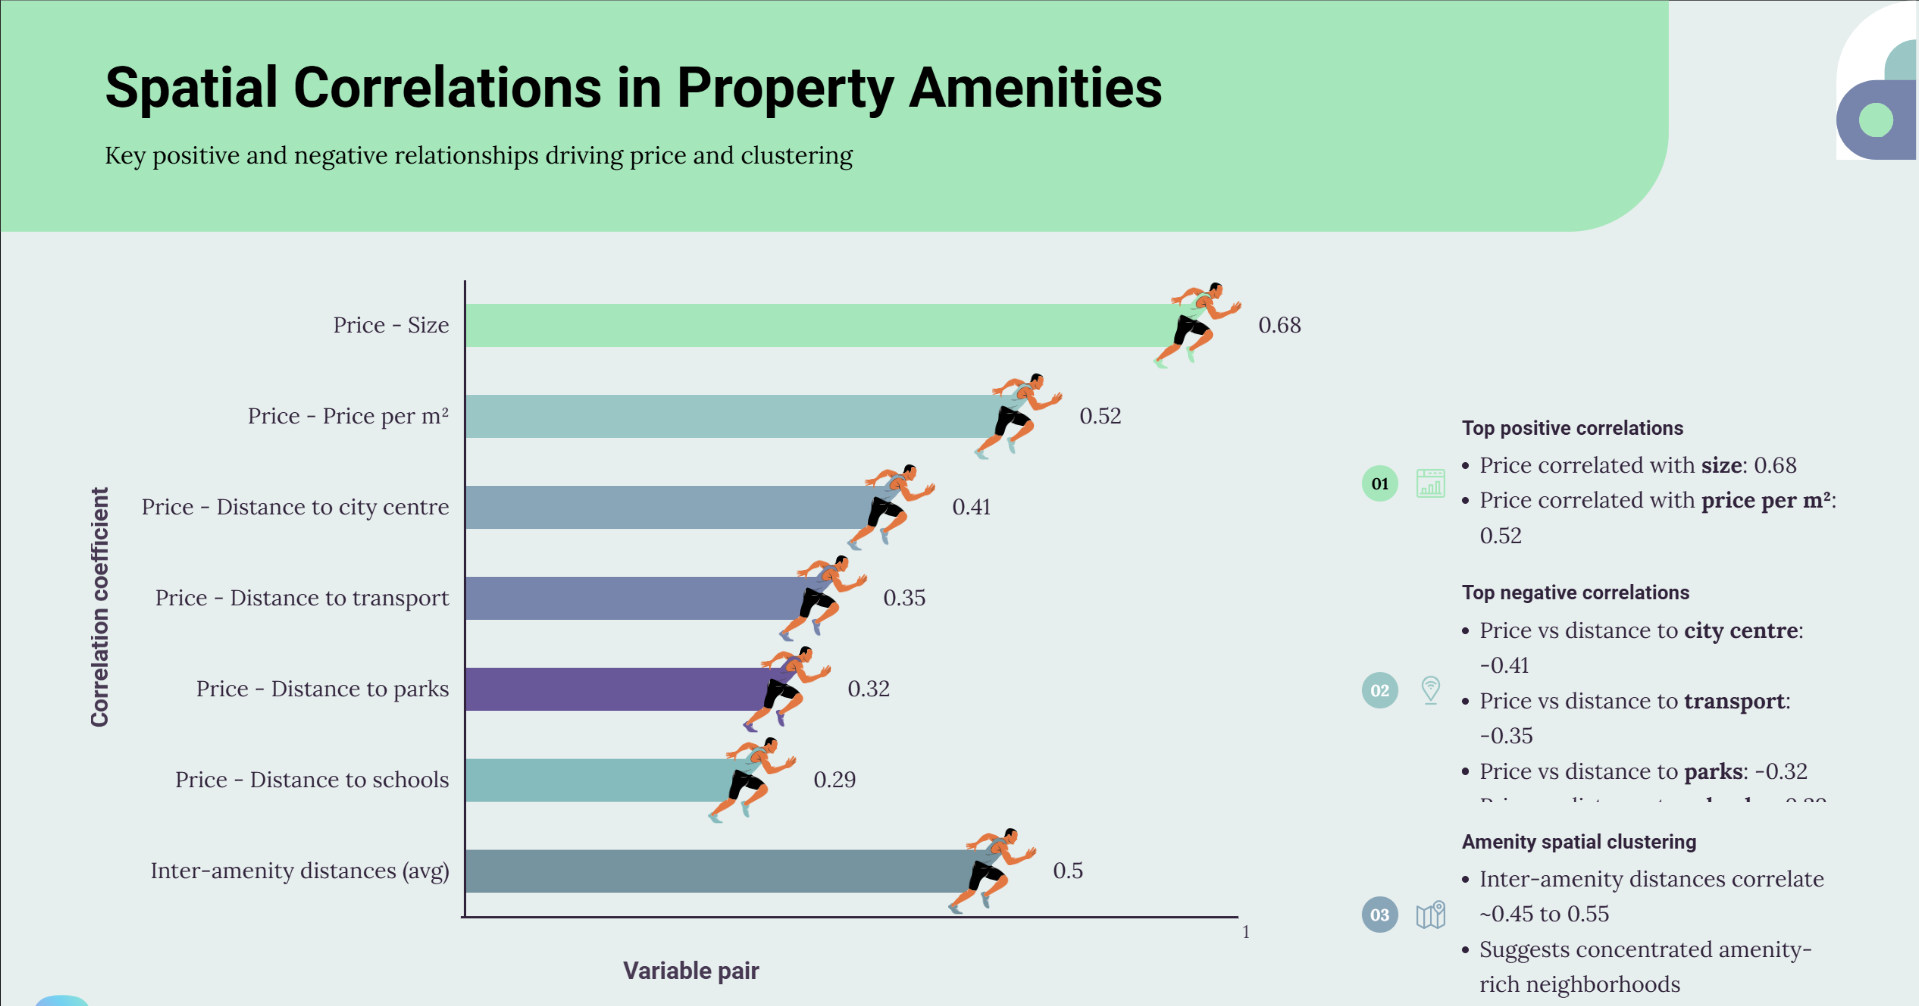 Spatial Correlations in Property Amenities
Key positive and negative relationships driving price and clustering
Correlation coefficient
Price - Size
0.68
Price - Price per m²
0.52
Price - Distance to city centre
0.41
Price - Distance to transport
0.35
Price - Distance to parks
0.32
Price - Distance to schools
0.29
Inter-amenity distances (avg)
0.5
1
Variable pair
01
Top positive correlations
• Price correlated with size: 0.68
• Price correlated with price per m²:
0.52
02
Top negative correlations
• Price vs distance to city centre:
-0.41
• Price vs distance to transport:
-0.35
• Price vs distance to parks: -0.32
03
Amenity spatial clustering
• Inter-amenity distances correlate
~0.45 to 0.55
• Suggests concentrated amenity-
rich neighborhoods